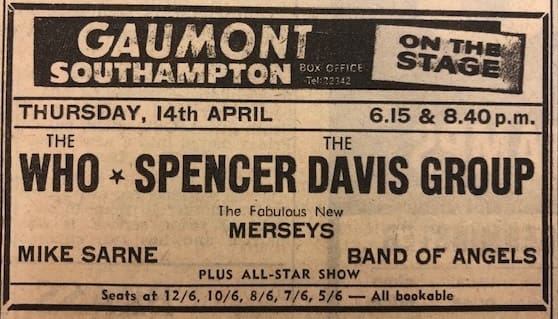 GAUMONT
SOUTHAMPTON
BOX OFFICE
Tel:22342
ON THE
STAGE
THURSDAY, 14th APRIL 6.15 & 8.40 p.m.
THE THE
WHO ★ SPENCER DAVIS GROUP
The Fabulous New
MERSEYS
MIKE SARNE BAND OF ANGELS
PLUS ALL-STAR SHOW
Seats at 12/6, 10/6, 8/6, 7/6, 5/6 — All bookable